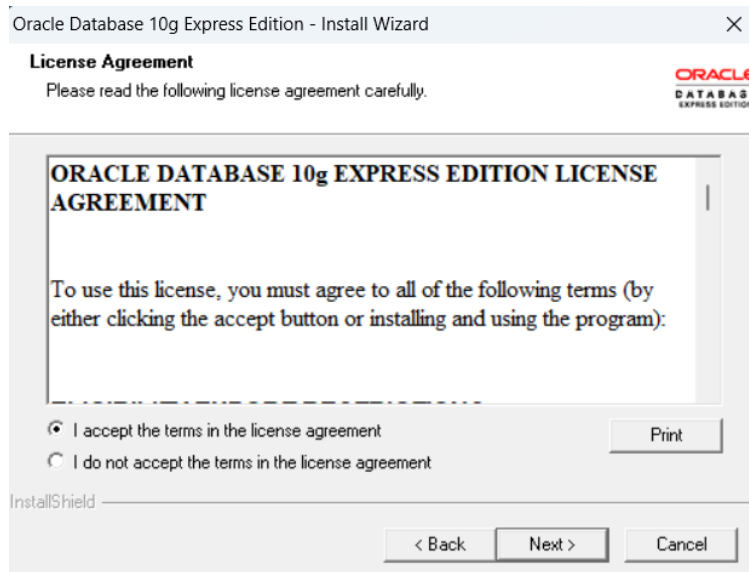 Oracle Database 10g Express Edition - Install Wizard
License Agreement
Please read the following license agreement carefully.
ORACLE
DATABASE
EXPRESS EDITION
ORACLE DATABASE 10g EXPRESS EDITION LICENSE
AGREEMENT
To use this license, you must agree to all of the following terms (by
either clicking the accept button or installing and using the program):
I accept the terms in the license agreement
Print
I do not accept the terms in the license agreement
InstallShield
< Back
Next >
Cancel